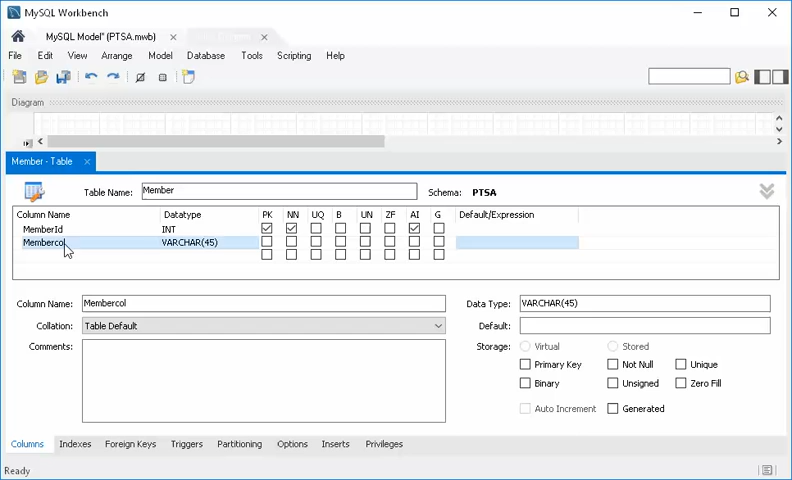 MySQL Workbench
MySQL Model* (PTSA.mwb)
File Edit View Arrange Model Database Tools Scripting Help
Diagram
Member - Table
Table Name: Member Schema: PTSA
Column Name Datatype PK NN UQ B UN ZF AI G Default/Expression
MemberId INT
Membercol VARCHAR(45)
Column Name: Membercol Data Type: VARCHAR(45)
Collation: Table Default Default:
Comments: Storage: Virtual Stored
Primary Key Not Null Unique
Binary Unsigned Zero Fill
Auto Increment Generated
Columns Indexes Foreign Keys Triggers Partitioning Options Inserts Privileges
Ready